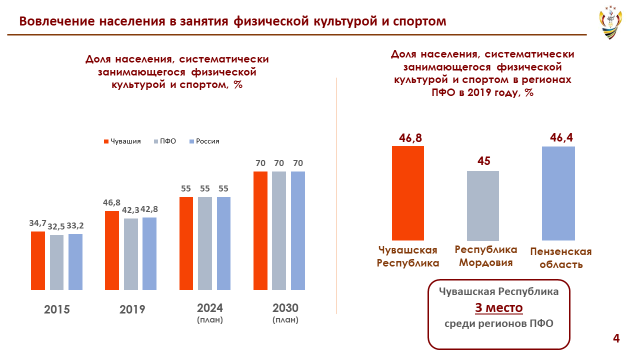 Вовлечение населения в занятия физической культурой и спортом
Доля населения, систематически
занимающегося физической
культурой и спортом, %
Чувашия ПФО Россия
34,7 32,5 33,2
46,8 42,3 42,8
55 55 55
70 70 70
2015 2019 2024 2030
(план) (план)
Доля населения, систематически
занимающегося физической
культурой и спортом в регионах
ПФО в 2019 году, %
46,8 45 46,4
Чувашская
Республика
Республика
Мордовия
Пензенская
область
Чувашская Республика
3 место
среди регионов ПФО
4